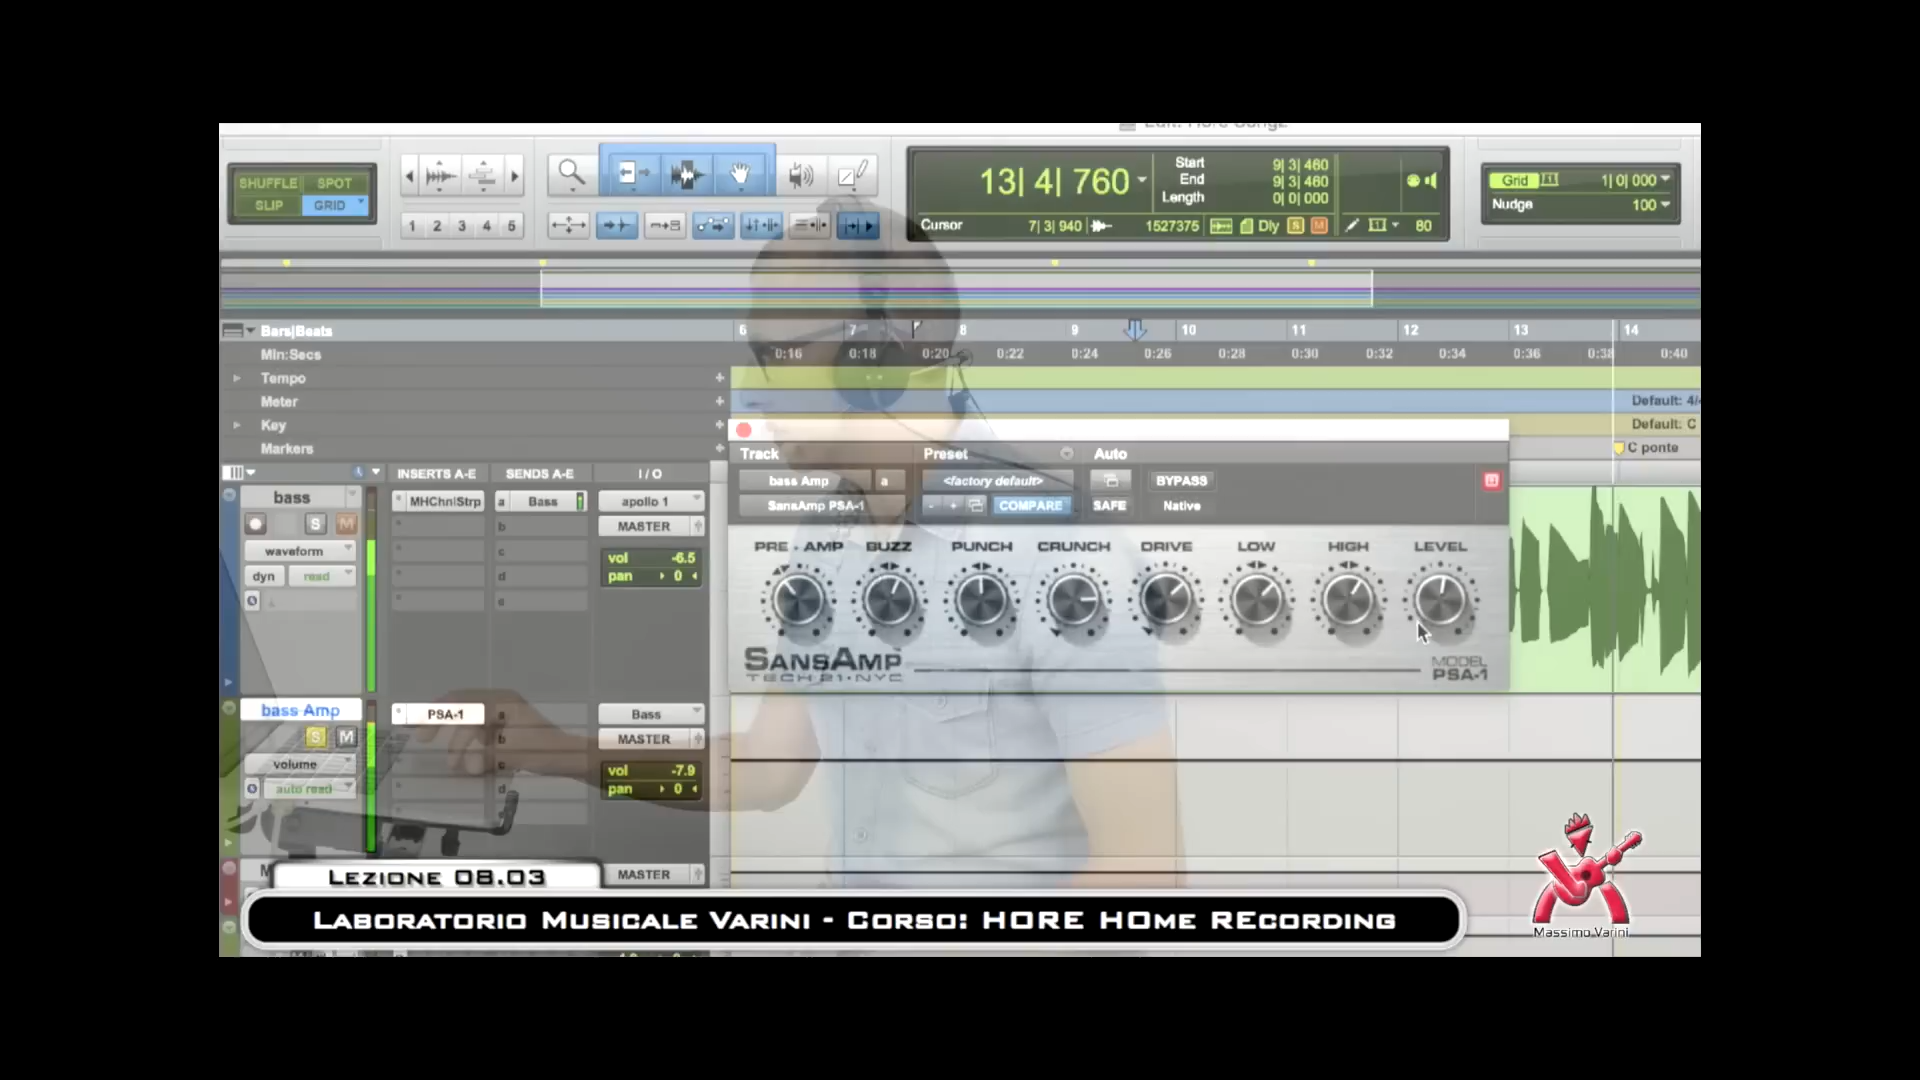 SHUFFLE SPOT
SLIP GRID
1 2 3 4 5
13| 4| 760
Start 9| 3| 460
End 9| 3| 460
Length 0| 0| 000
Cursor 7| 3| 940 1527375 Dly S M 80
Grid 1| 0| 000
Nudge 100
Bars|Beats 6 7 8 9 10 11 12 13 14
Min:Secs 0:16 0:18 0:20 0:22 0:24 0:26 0:28 0:30 0:32 0:34 0:36 0:38 0:40
Tempo
Meter Default: 4/4
Key Default: C
Markers C ponte
INSERTS A-E SENDS A-E I / O
bass MHChnlStrp a Bass apollo 1
S M b MASTER
waveform c vol -6.5
dyn read d pan 0
Track Preset Auto
bass Amp a <factory default> BYPASS
SansAmp PSA-1 - + COMPARE SAFE Native
PRE - AMP BUZZ PUNCH CRUNCH DRIVE LOW HIGH LEVEL
SANSAMP
TECH 21 • NYC
MODEL
PSA-1
bass Amp PSA-1 a Bass
S M b MASTER
volume c vol -7.9
auto read d pan 0
M MASTER
LEZIONE 08.03
LABORATORIO MUSICALE VARINI - CORSO: HORE HOME RECORDING
Massimo Varini